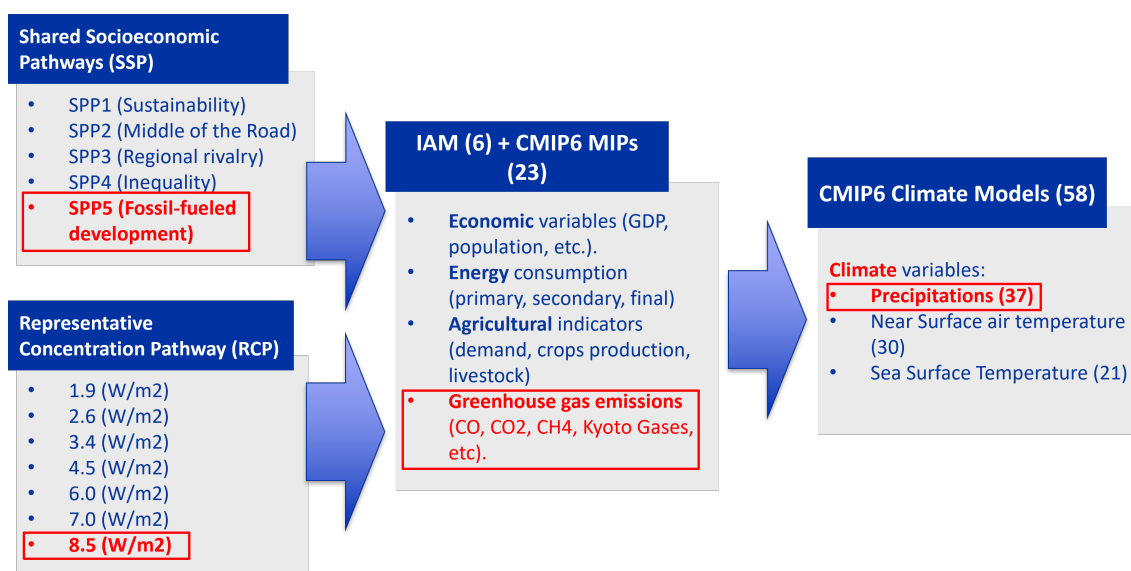 Shared Socioeconomic
Pathways (SSP)
• SPP1 (Sustainability)
• SPP2 (Middle of the Road)
• SPP3 (Regional rivalry)
• SPP4 (Inequality)
• SPP5 (Fossil-fueled
development)
Representative
Concentration Pathway (RCP)
• 1.9 (W/m2)
• 2.6 (W/m2)
• 3.4 (W/m2)
• 4.5 (W/m2)
• 6.0 (W/m2)
• 7.0 (W/m2)
• 8.5 (W/m2)
IAM (6) + CMIP6 MIPs
(23)
• Economic variables (GDP,
population, etc.).
• Energy consumption
(primary, secondary, final)
• Agricultural indicators
(demand, crops production,
livestock)
• Greenhouse gas emissions
(CO, CO2, CH4, Kyoto Gases,
etc).
CMIP6 Climate Models (58)
Climate variables:
• Precipitations (37)
• Near Surface air temperature
(30)
• Sea Surface Temperature (21)